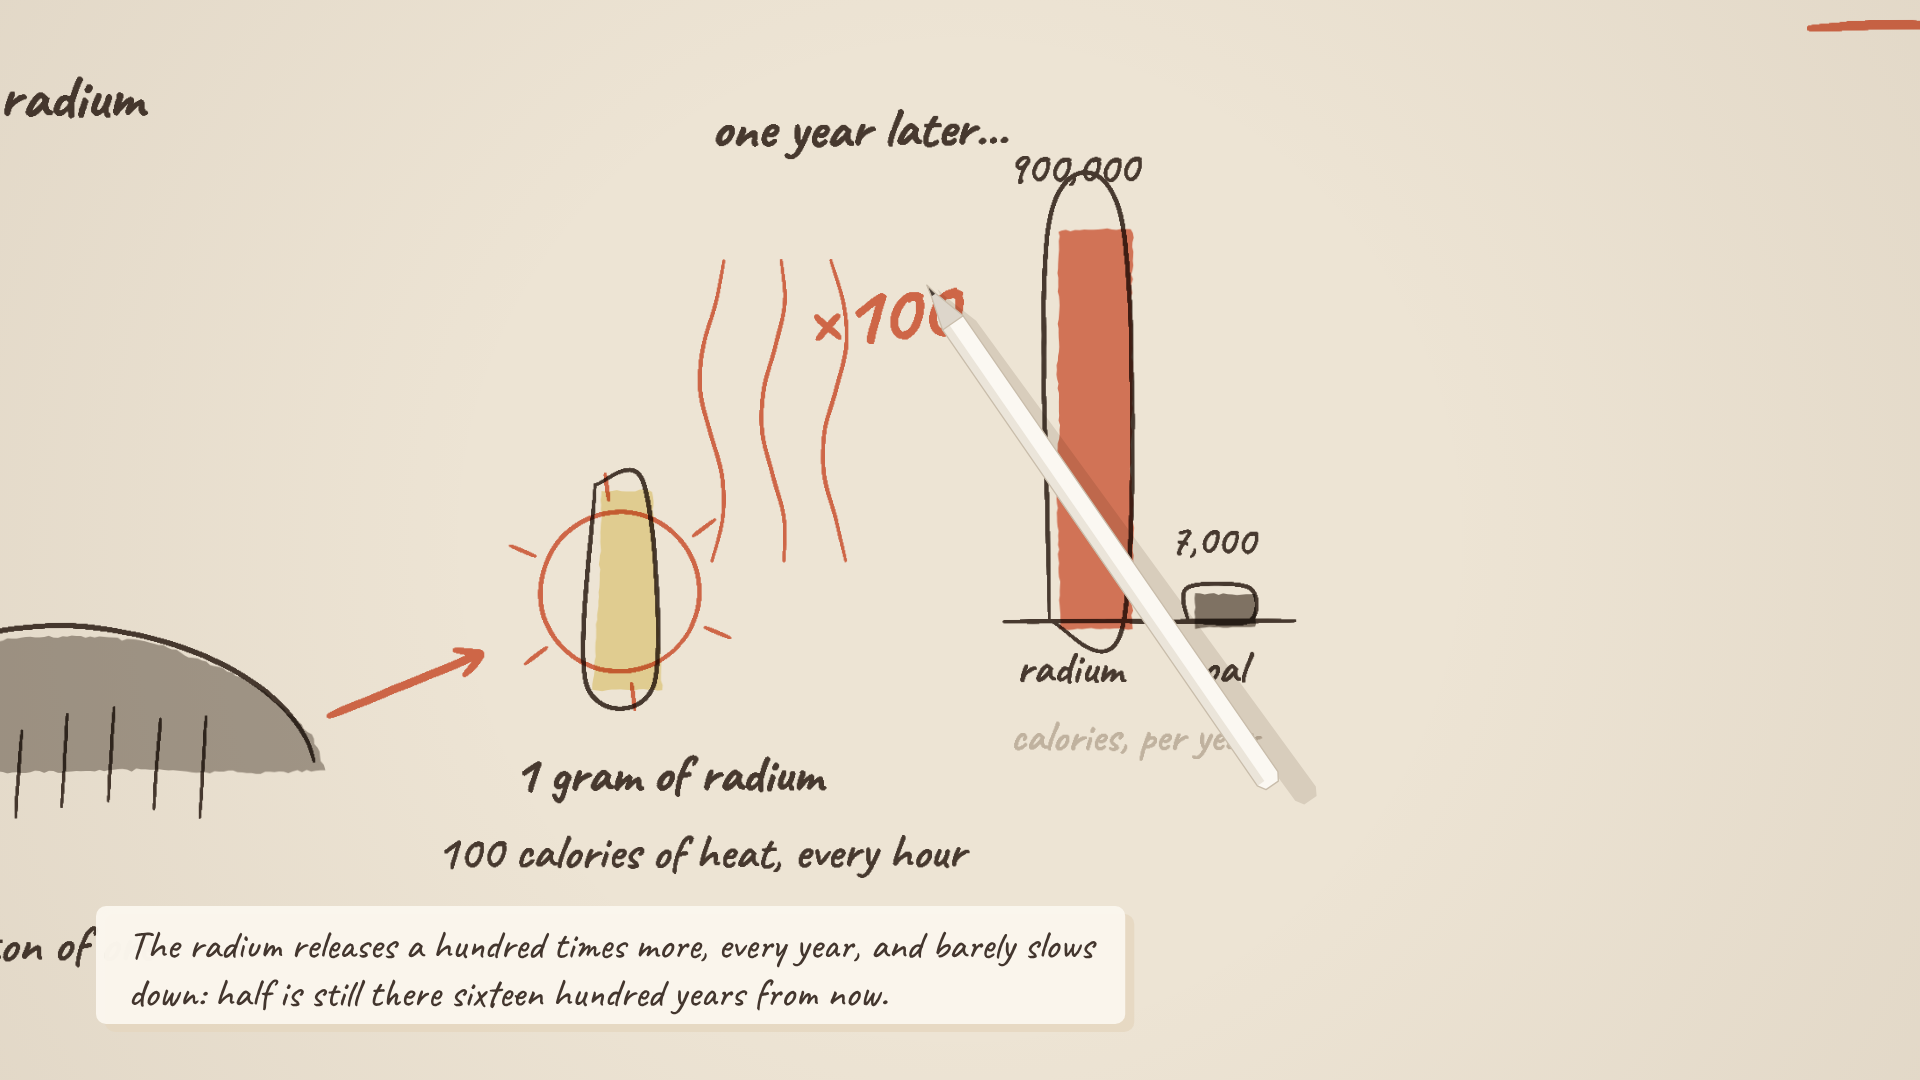 radium
one year later...
900,000
×100
7,000
radium
calories, per year
1 gram of radium
100 calories of heat, every hour
ton of
The radium releases a hundred times more, every year, and barely slows
down: half is still there sixteen hundred years from now.